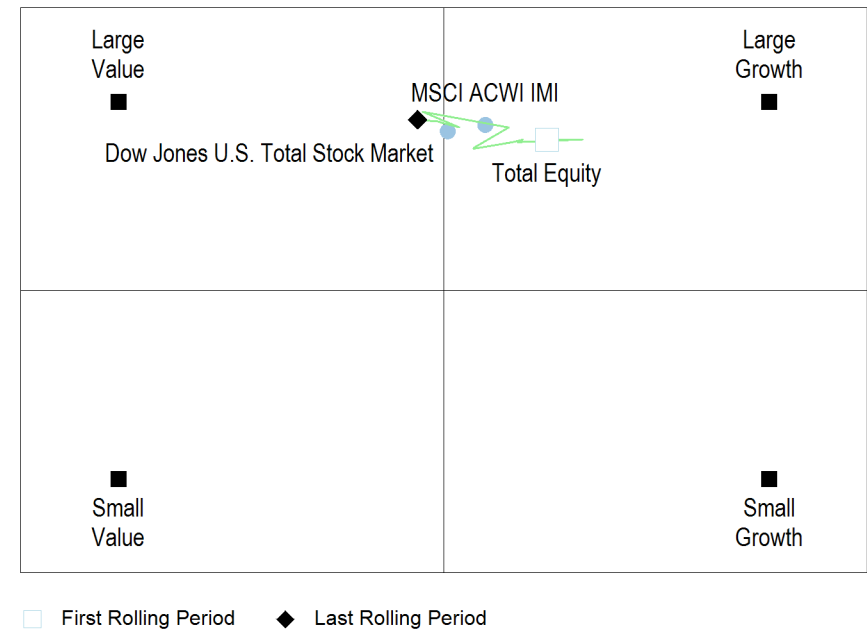 Large
Value
Large
Growth
MSCI ACWI IMI
Dow Jones U.S. Total Stock Market
Total Equity
Small
Value
Small
Growth
First Rolling Period
Last Rolling Period